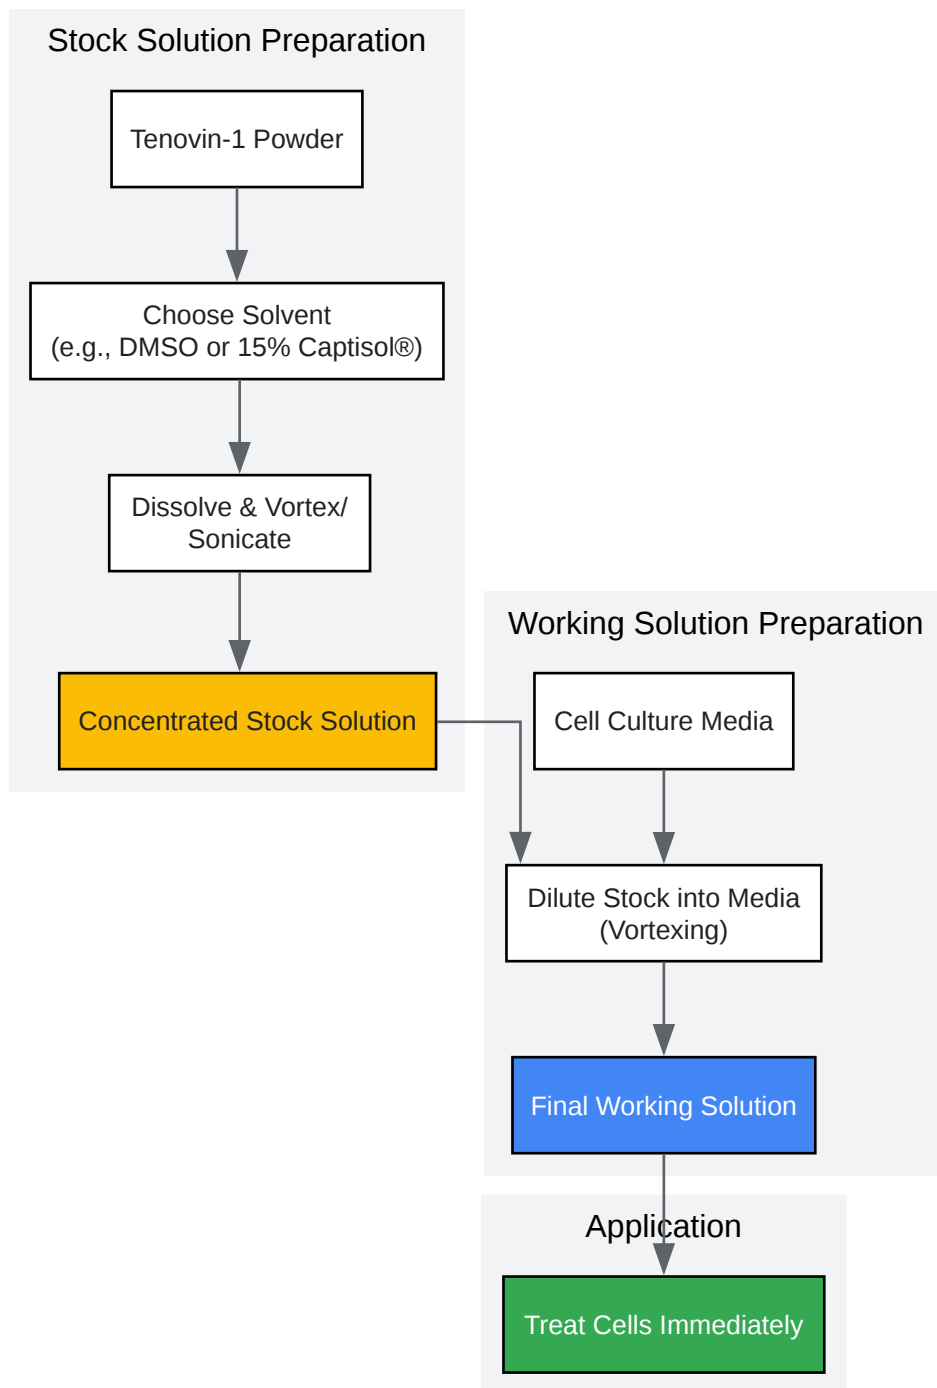 Stock Solution Preparation
Tenovin-1 Powder
Choose Solvent
(e.g., DMSO or 15% Captisol®)
Dissolve & Vortex/
Sonicate
Concentrated Stock Solution
Working Solution Preparation
Cell Culture Media
Dilute Stock into Media
(Vortexing)
Final Working Solution
Application
Treat Cells Immediately